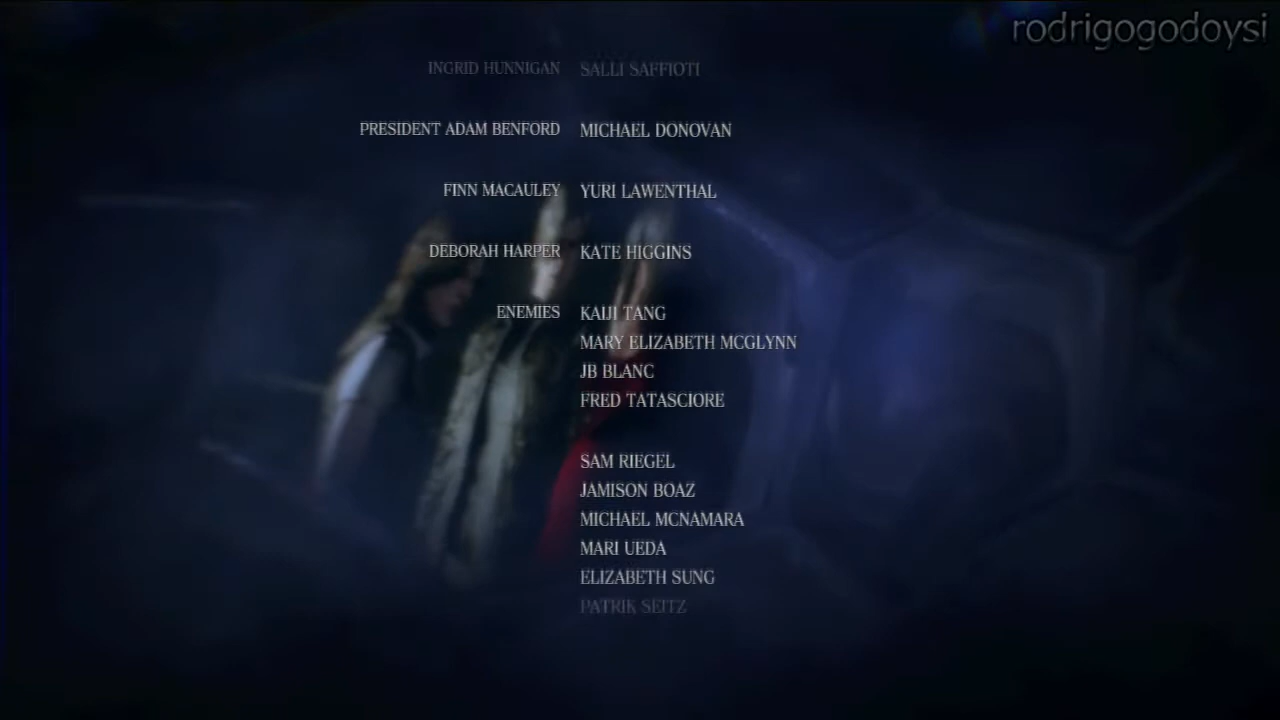 rodrigogodoysi
INGRID HUNNIGAN SALLI SAFFIOTI
PRESIDENT ADAM BENFORD MICHAEL DONOVAN
FINN MACAULEY YURI LAWENTHAL
DEBORAH HARPER KATE HIGGINS
ENEMIES KAIJI TANG
MARY ELIZABETH MCGLYNN
JB BLANC
FRED TATASCIORE
SAM RIEGEL
JAMISON BOAZ
MICHAEL MCNAMARA
MARI UEDA
ELIZABETH SUNG
PATRIK SEITZ